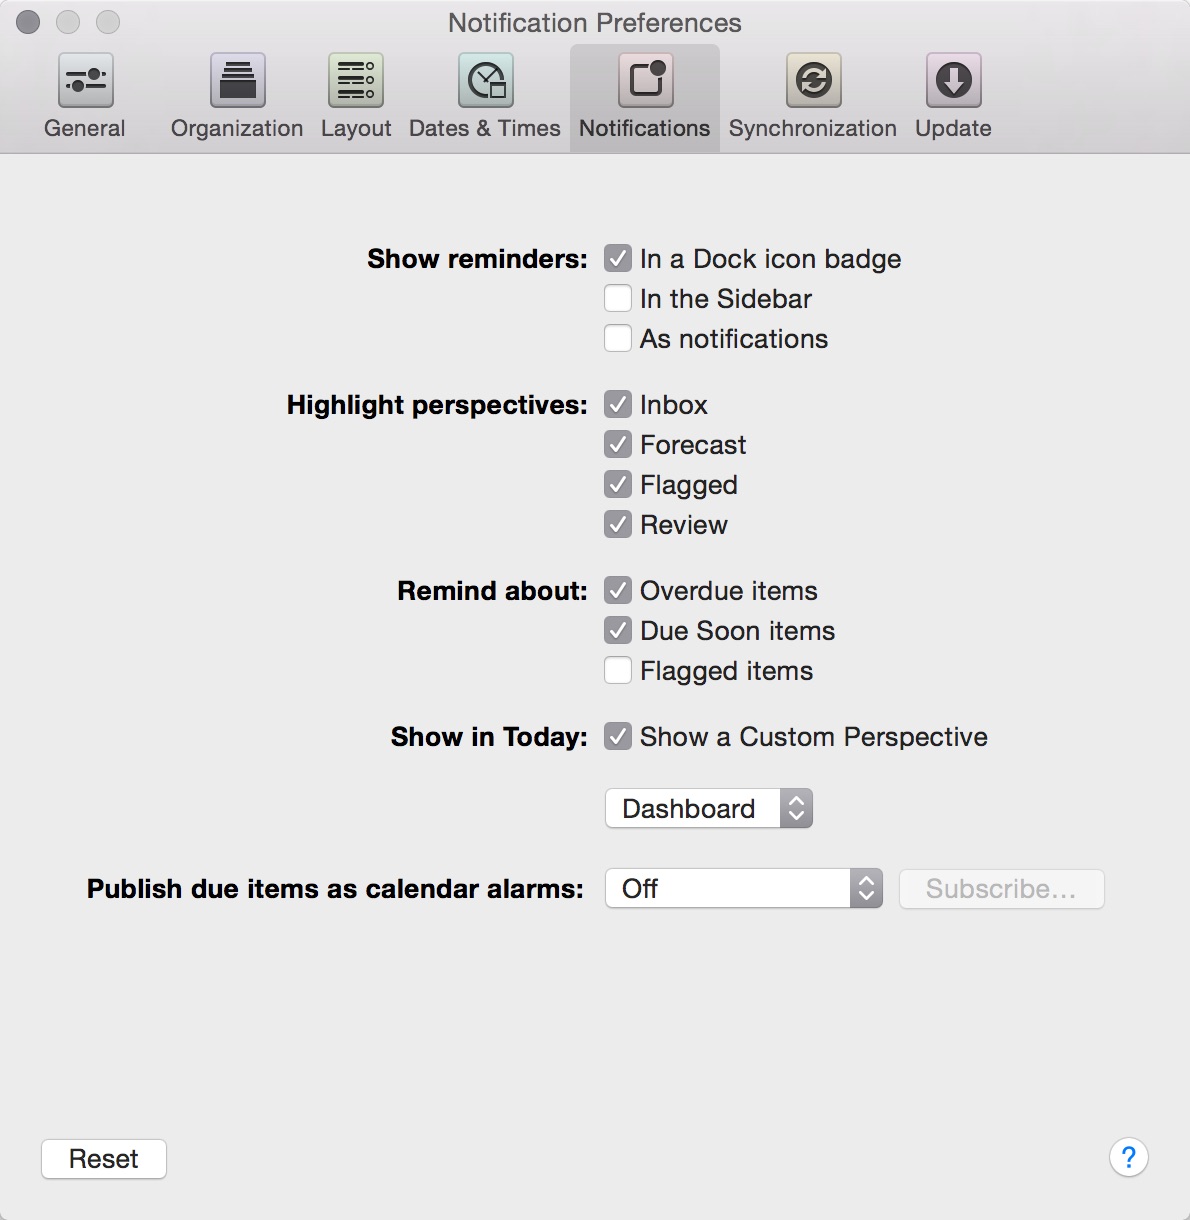 Notification Preferences
General Organization Layout Dates & Times Notifications Synchronization Update
Show reminders: In a Dock icon badge
In the Sidebar
As notifications
Highlight perspectives: Inbox
Forecast
Flagged
Review
Remind about: Overdue items
Due Soon items
Flagged items
Show in Today: Show a Custom Perspective
Dashboard
Publish due items as calendar alarms: Off Subscribe...
Reset ?